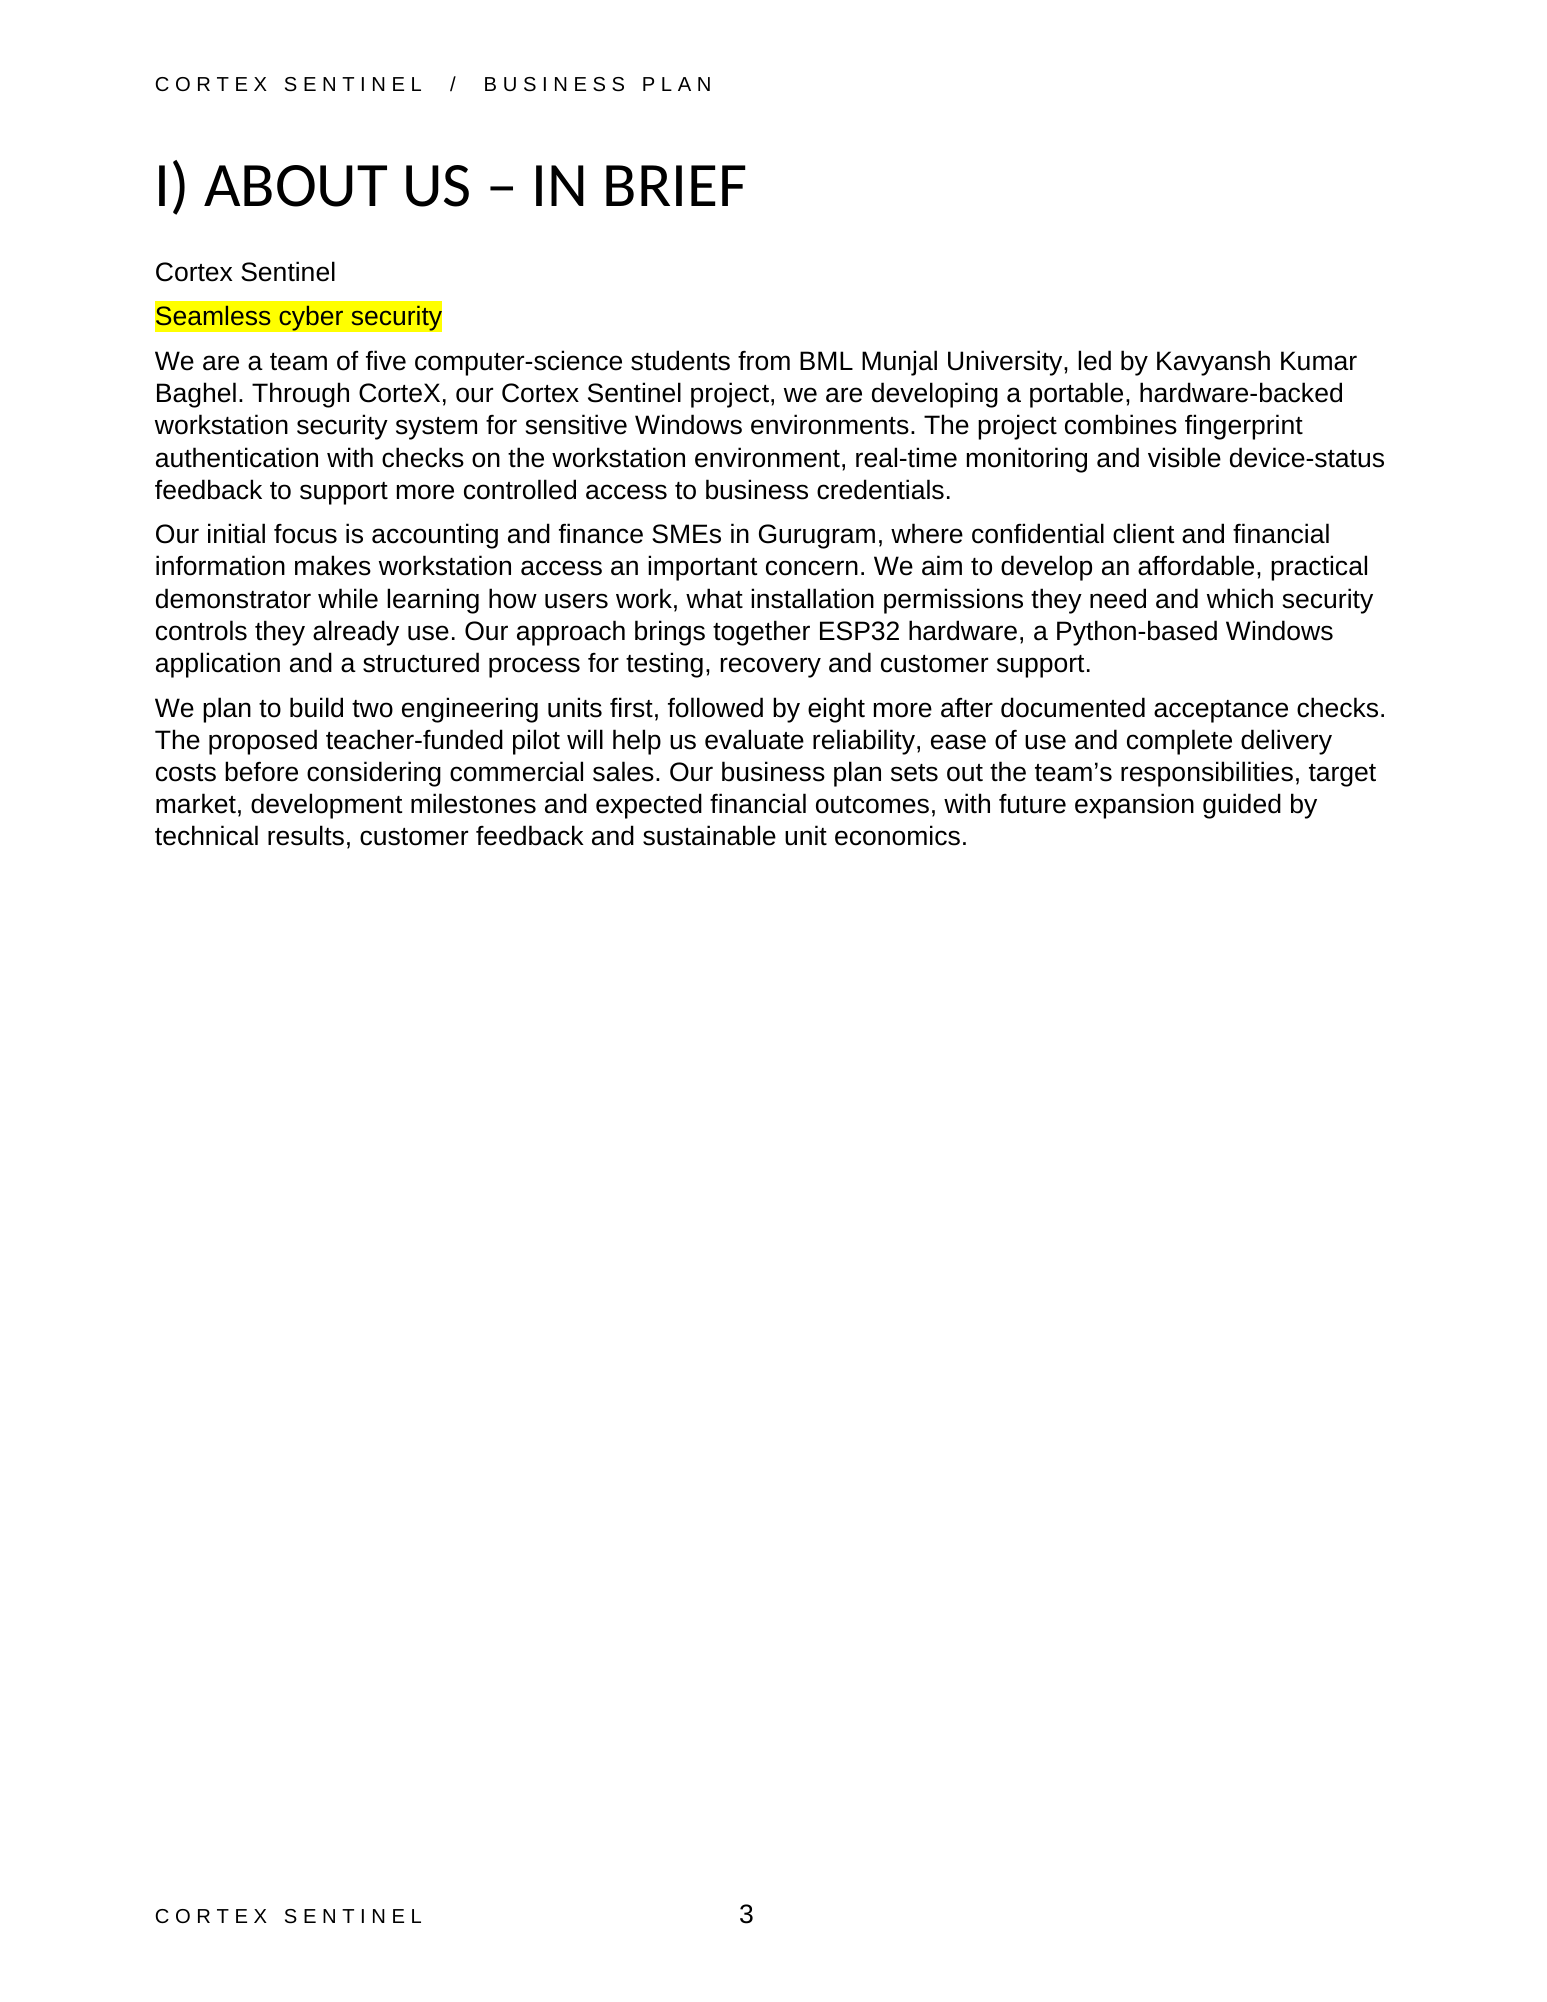 CORTEX SENTINEL / BUSINESS PLAN
I) ABOUT US – IN BRIEF
Cortex Sentinel
Seamless cyber security
We are a team of five computer-science students from BML Munjal University, led by Kavyansh Kumar
Baghel. Through CorteX, our Cortex Sentinel project, we are developing a portable, hardware-backed
workstation security system for sensitive Windows environments. The project combines fingerprint
authentication with checks on the workstation environment, real-time monitoring and visible device-status
feedback to support more controlled access to business credentials.
Our initial focus is accounting and finance SMEs in Gurugram, where confidential client and financial
information makes workstation access an important concern. We aim to develop an affordable, practical
demonstrator while learning how users work, what installation permissions they need and which security
controls they already use. Our approach brings together ESP32 hardware, a Python-based Windows
application and a structured process for testing, recovery and customer support.
We plan to build two engineering units first, followed by eight more after documented acceptance checks.
The proposed teacher-funded pilot will help us evaluate reliability, ease of use and complete delivery
costs before considering commercial sales. Our business plan sets out the team’s responsibilities, target
market, development milestones and expected financial outcomes, with future expansion guided by
technical results, customer feedback and sustainable unit economics.
CORTEX SENTINEL 3